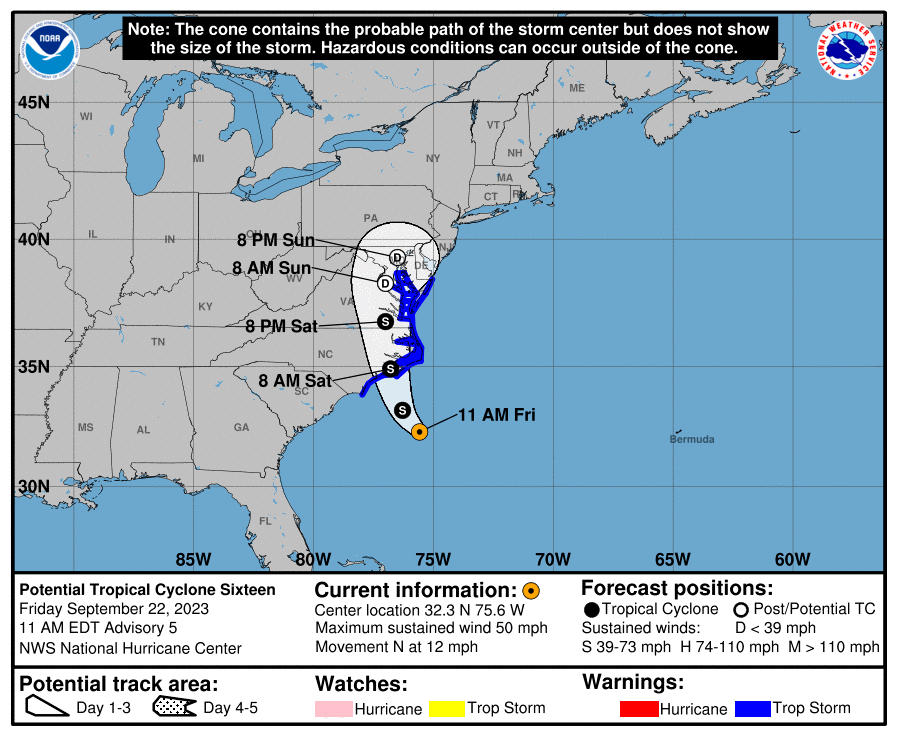 Note: The cone contains the probable path of the storm center but does not show
the size of the storm. Hazardous conditions can occur outside of the cone.
NOAA
NATIONAL WEATHER SERVICE
45N
40N
35N
30N
85W
80W
75W
70W
65W
60W
WI
MI
ME
VT
NH
NY
MA
CT
PA
IL
IN
OH
NJ
DE
WV
VA
KY
TN
NC
SC
MS
AL
GA
FL
Bermuda
8 PM Sun
D
8 AM Sun
D
8 PM Sat
S
8 AM Sat
S
S
11 AM Fri
Potential Tropical Cyclone Sixteen
Friday September 22, 2023
11 AM EDT Advisory 5
NWS National Hurricane Center
Current information:
Center location 32.3 N 75.6 W
Maximum sustained wind 50 mph
Movement N at 12 mph
Forecast positions:
Tropical Cyclone Post/Potential TC
Sustained winds: D < 39 mph
S 39-73 mph H 74-110 mph M > 110 mph
Potential track area:
Day 1-3 Day 4-5
Watches:
Hurricane Trop Storm
Warnings:
Hurricane Trop Storm